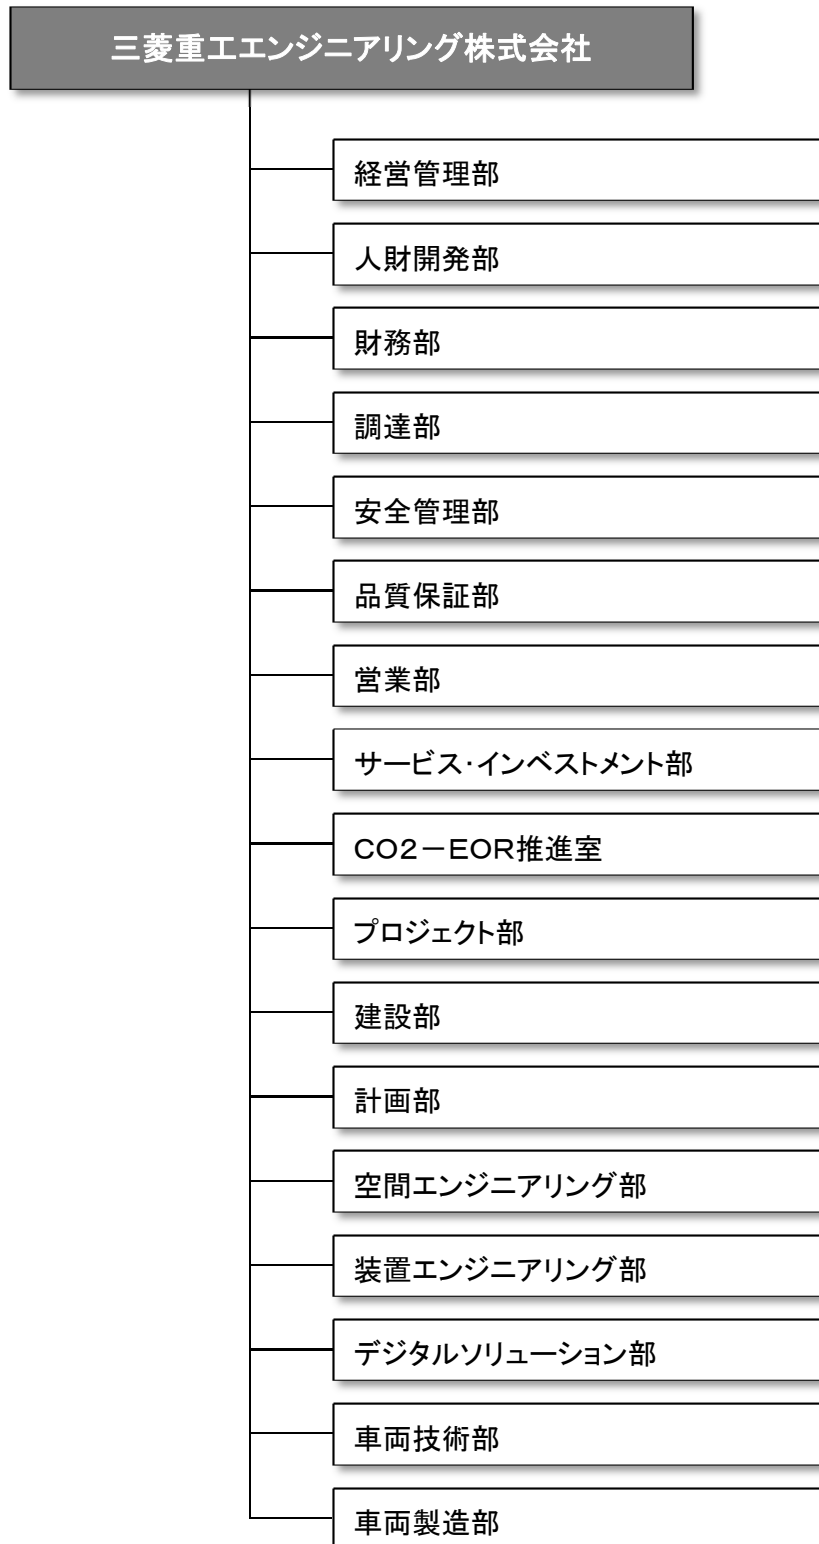 三菱重工エンジニアリング株式会社
経営管理部
人財開発部
財務部
調達部
安全管理部
品質保証部
営業部
サービス・インベストメント部
CO2－EOR推進室
プロジェクト部
建設部
計画部
空間エンジニアリング部
装置エンジニアリング部
デジタルソリューション部
車両技術部
車両製造部